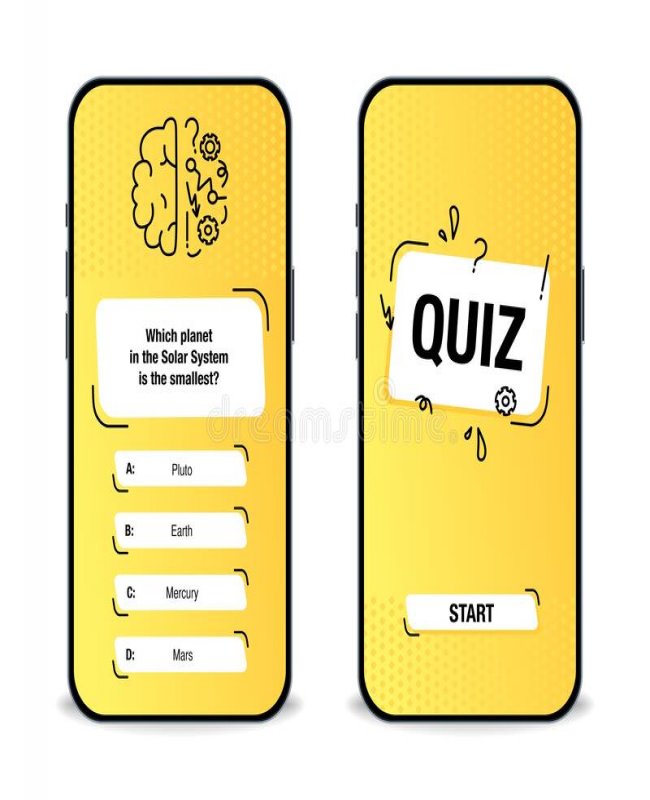 Which planet
in the Solar System
is the smallest?
A: Pluto
B: Earth
C: Mercury
D: Mars
QUIZ
START
dreamstime.